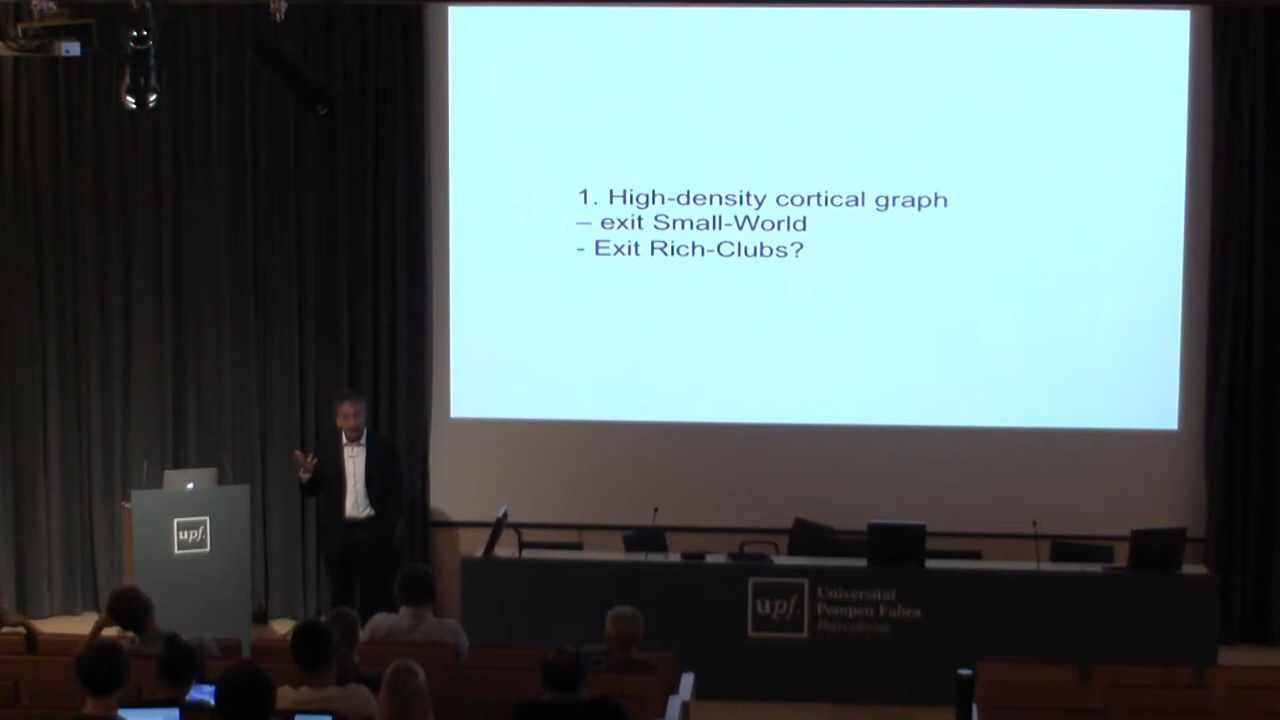 1. High-density cortical graph
– exit Small-World
- Exit Rich-Clubs?
upf.
upf.
Universitat
Pompeu Fabra
Barcelona